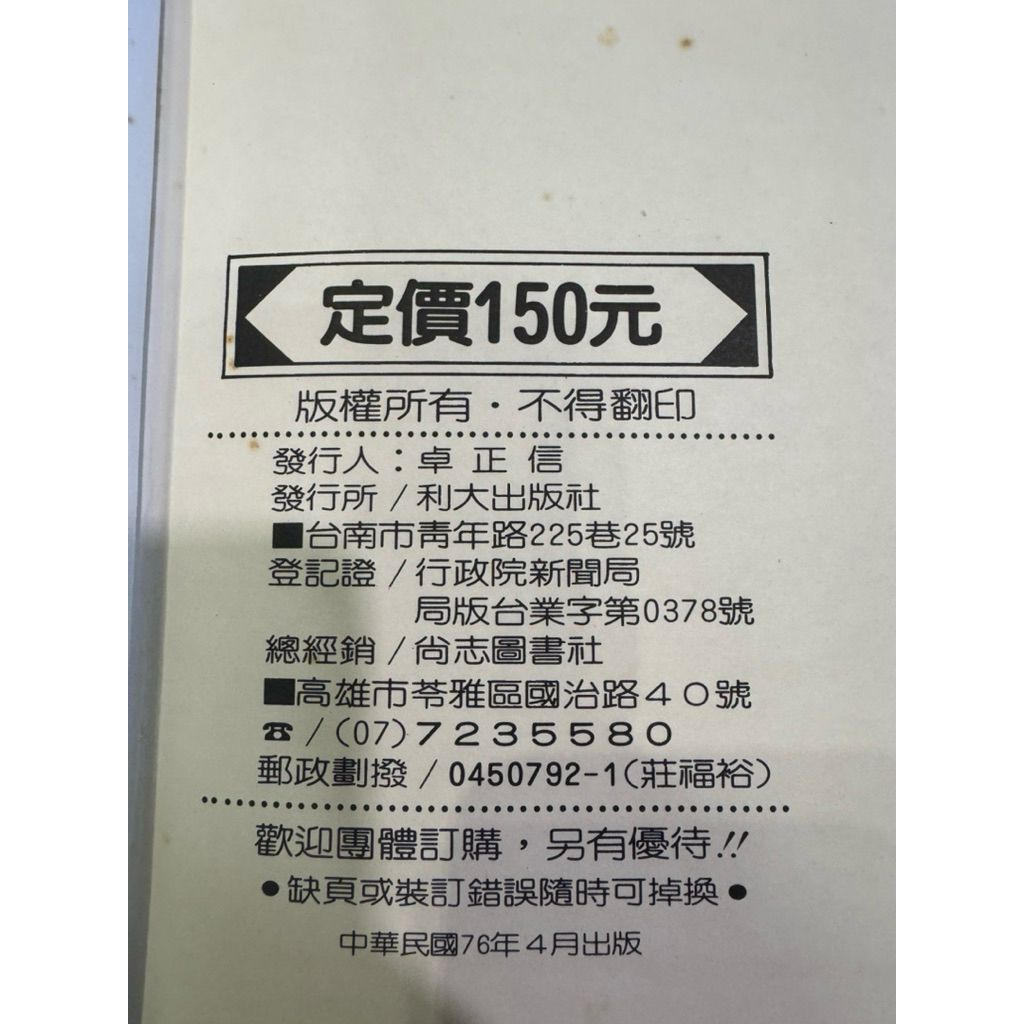 定價150元
版權所有·不得翻印
發行人：卓正信
發行所/利大出版社
■台南市青年路225巷25號
登記證/行政院新聞局
局版台業字第0378號
總經銷/尚志圖書社
■高雄市苓雅區國治路40號
☎/(07)7235580
郵政劃撥/0450792-1(莊福裕)
歡迎團體訂購，另有優待!!
●缺頁或裝訂錯誤隨時可掉換●
中華民國76年4月出版